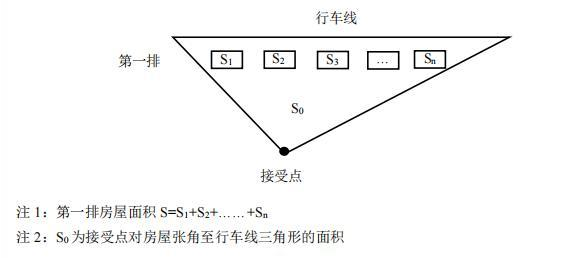 行车线
第一排
S₁ S₂ S₃ … Sₙ
S₀
接受点
注 1：第一排房屋面积 S=S₁+S₂+……+Sₙ
注 2：S₀为接受点对房屋张角至行车线三角形的面积